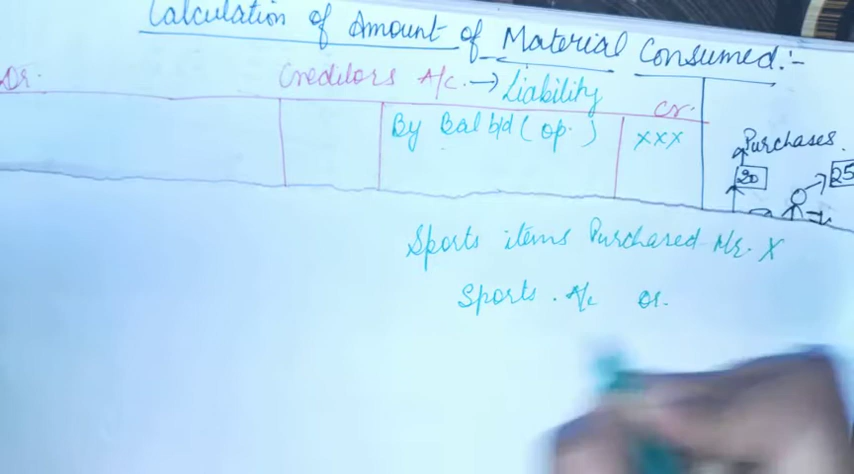 Calculation of Amount of Material Consumed:-
Dr. Creditors A/c. → Liability Cr.
By Bal b/d (op.) xxx
Purchases.
20 25
Sports items Purchased Mr. X
Sports. A/c Dr.